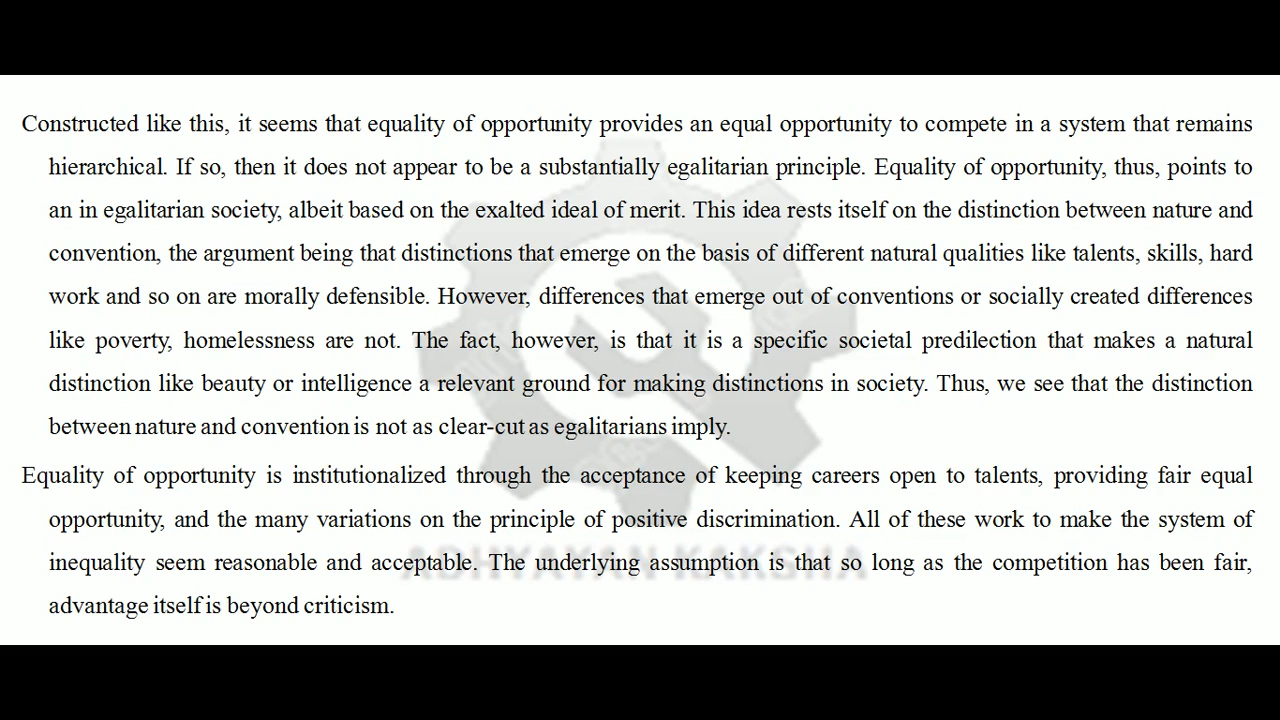 Constructed like this, it seems that equality of opportunity provides an equal opportunity to compete in a system that remains
hierarchical. If so, then it does not appear to be a substantially egalitarian principle. Equality of opportunity, thus, points to
an in egalitarian society, albeit based on the exalted ideal of merit. This idea rests itself on the distinction between nature and
convention, the argument being that distinctions that emerge on the basis of different natural qualities like talents, skills, hard
work and so on are morally defensible. However, differences that emerge out of conventions or socially created differences
like poverty, homelessness are not. The fact, however, is that it is a specific societal predilection that makes a natural
distinction like beauty or intelligence a relevant ground for making distinctions in society. Thus, we see that the distinction
between nature and convention is not as clear-cut as egalitarians imply.
Equality of opportunity is institutionalized through the acceptance of keeping careers open to talents, providing fair equal
opportunity, and the many variations on the principle of positive discrimination. All of these work to make the system of
inequality seem reasonable and acceptable. The underlying assumption is that so long as the competition has been fair,
ADHYAYAN KAKSHA
advantage itself is beyond criticism.